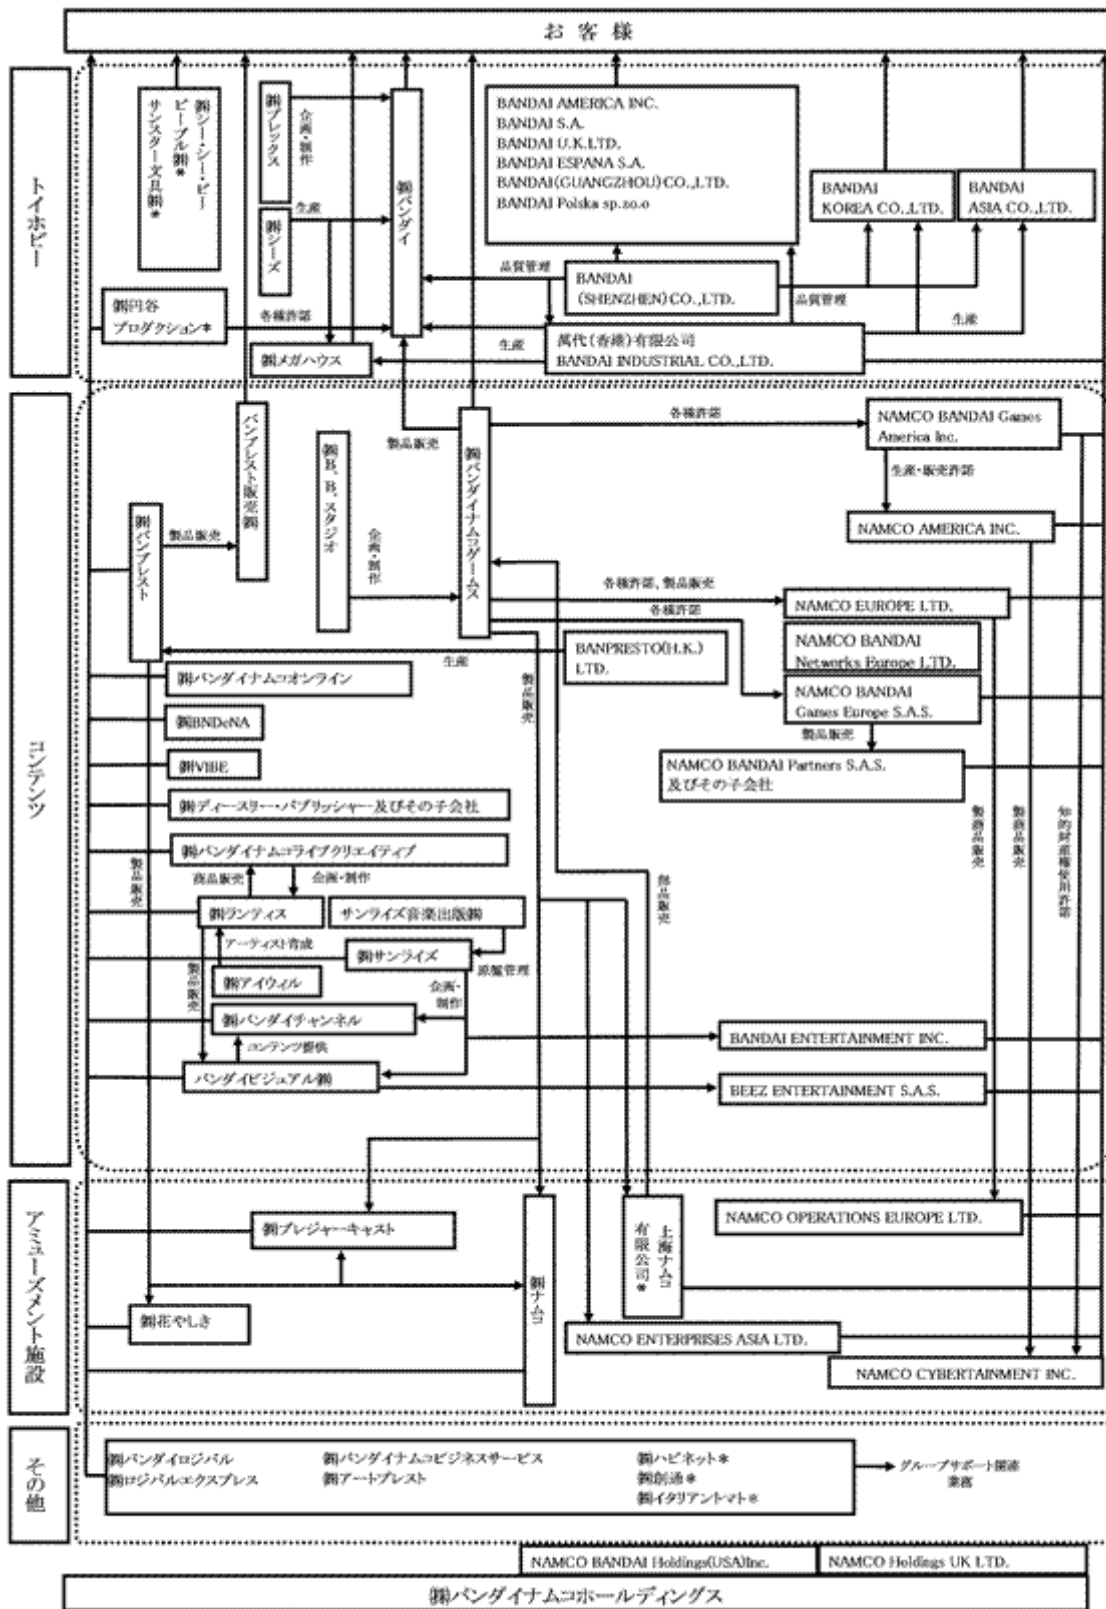 お客様
トイホビー
㈱シー・シー・ピー
ピープル㈱*
サンスター文具㈱*
㈱プレックス
企画・制作
㈱バンダイ
㈱シーズ
生産
BANDAI AMERICA INC.
BANDAI S.A.
BANDAI U.K.LTD.
BANDAI ESPANA S.A.
BANDAI(GUANGZHOU)CO.,LTD.
BANDAI Polska sp.zo.o
BANDAI
KOREA CO.,LTD.
BANDAI
ASIA CO.,LTD.
品質管理
BANDAI
(SHENZHEN)CO.,LTD.
品質管理
㈱円谷
プロダクション*
各種許諾
生産
萬代(香港)有限公司
BANDAI INDUSTRIAL CO.,LTD.
生産
㈱メガハウス
コンテンツ
バンプレスト販売㈱
㈱B.B.スタジオ
製品販売
㈱バンダイナムコゲームス
各種許諾
NAMCO BANDAI Games
America Inc.
生産・販売許諾
NAMCO AMERICA INC.
㈱バンプレスト
製品販売
企画・制作
各種許諾、製品販売
NAMCO EUROPE LTD.
各種許諾
NAMCO BANDAI
Networks Europe LTD.
BANPRESTO(H.K.)
LTD.
生産
㈱バンダイナムコオンライン
製品販売
NAMCO BANDAI
Games Europe S.A.S.
製品販売
㈱BNDeNA
㈱VIBE
NAMCO BANDAI Partners S.A.S.
及びその子会社
㈱ディースリー・パブリッシャー及びその子会社
製商品販売
製商品販売
知的財産権使用許諾
㈱バンダイナムコライブクリエイティブ
製品販売
商品販売
企画・制作
部品販売
㈱ランティス
サンライズ音楽出版㈱
アーティスト育成
㈱サンライズ
原盤管理
製品販売
㈱アイウィル
企画・
制作
㈱バンダイチャンネル
コンテンツ提供
BANDAI ENTERTAINMENT INC.
バンダイビジュアル㈱
BEEZ ENTERTAINMENT S.A.S.
アミューズメント施設
㈱プレジャーキャスト
㈱ナムコ
上海ナムコ
有限公司*
NAMCO OPERATIONS EUROPE LTD.
㈱花やしき
NAMCO ENTERPRISES ASIA LTD.
NAMCO CYBERTAINMENT INC.
その他
㈱バンダイロジパル
㈱バンダイナムコビジネスサービス
㈱ハピネット*
㈱ロジパルエクスプレス
㈱アートプレスト
㈱創通*
㈱イタリアントマト*
グループサポート関連
業務
NAMCO BANDAI Holdings(USA)Inc.
NAMCO Holdings UK LTD.
㈱バンダイナムコホールディングス